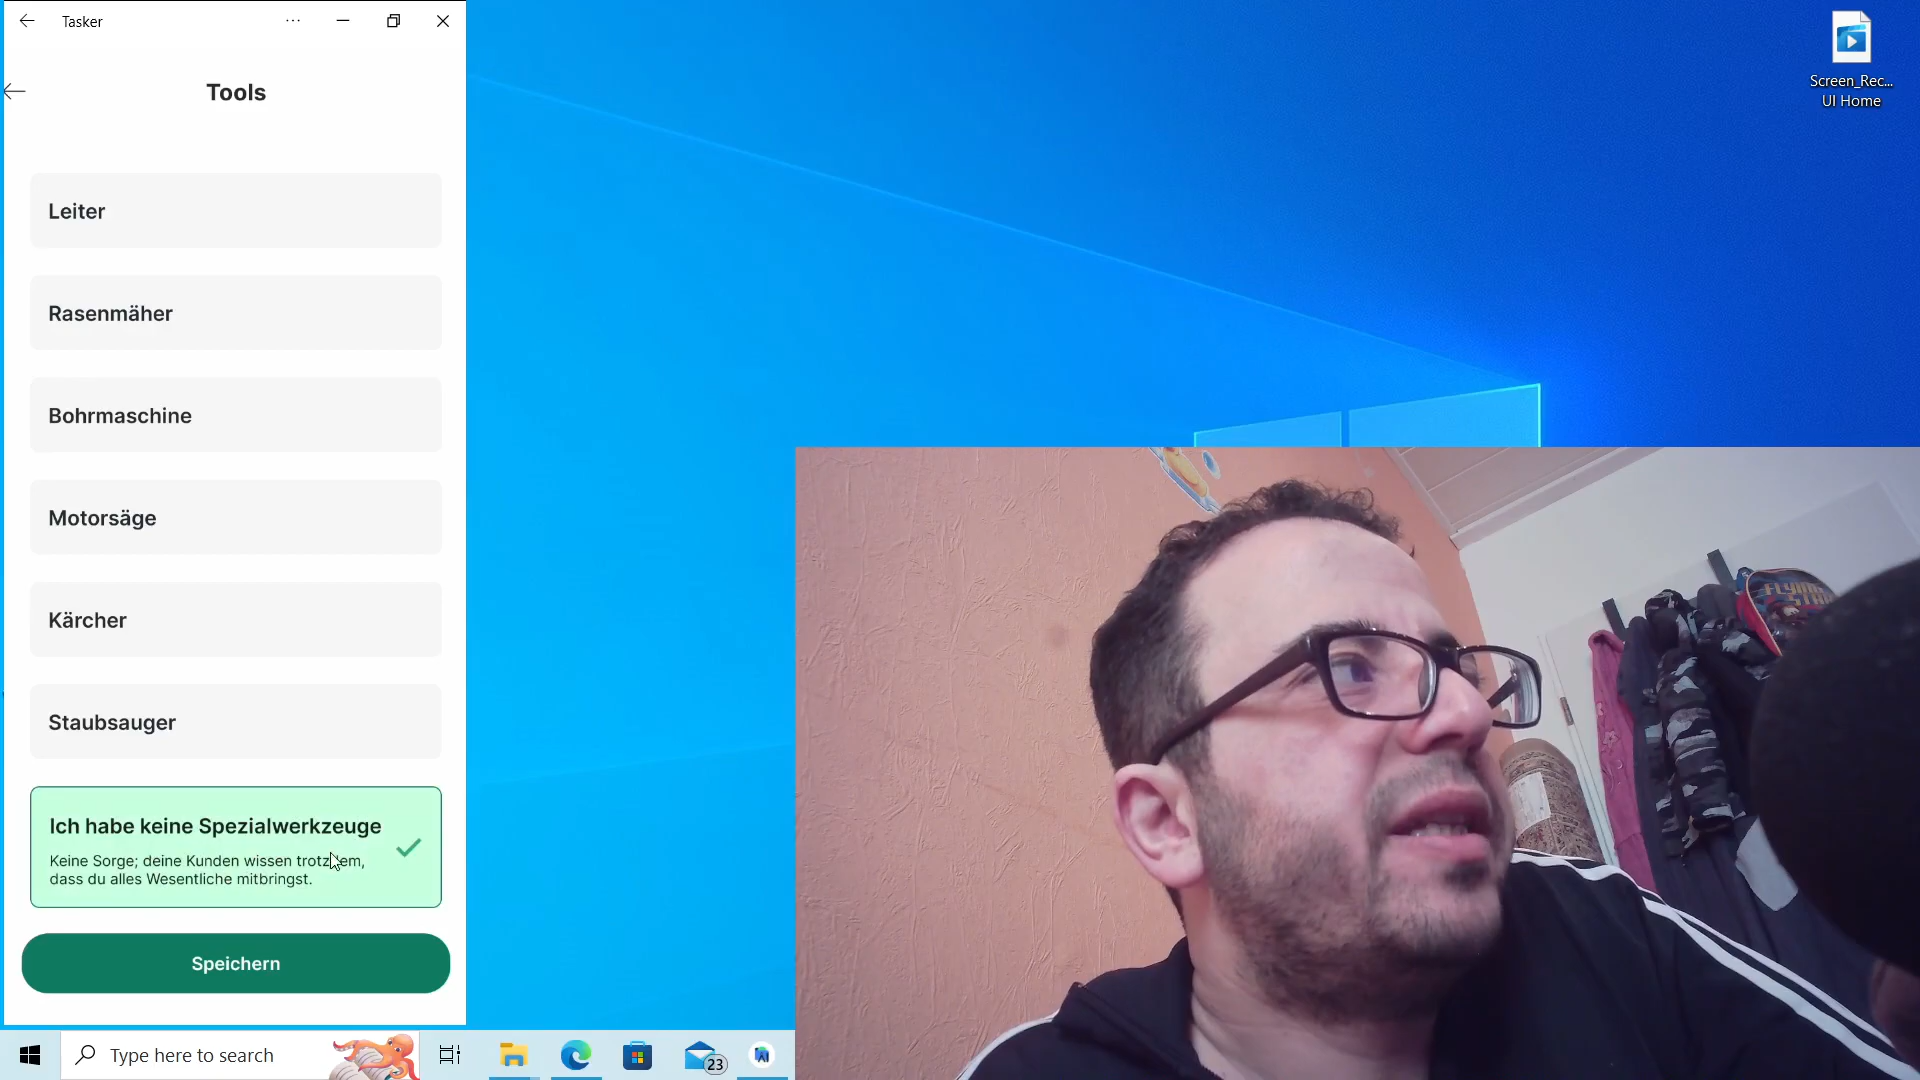 Tasker
Tools
Leiter
Rasenmäher
Bohrmaschine
Motorsäge
Kärcher
Staubsauger
Ich habe keine Spezialwerkzeuge
Keine Sorge; deine Kunden wissen trotzdem,
dass du alles Wesentliche mitbringst.
Speichern
Type here to search
23
Screen_Rec...
UI Home
FLYING